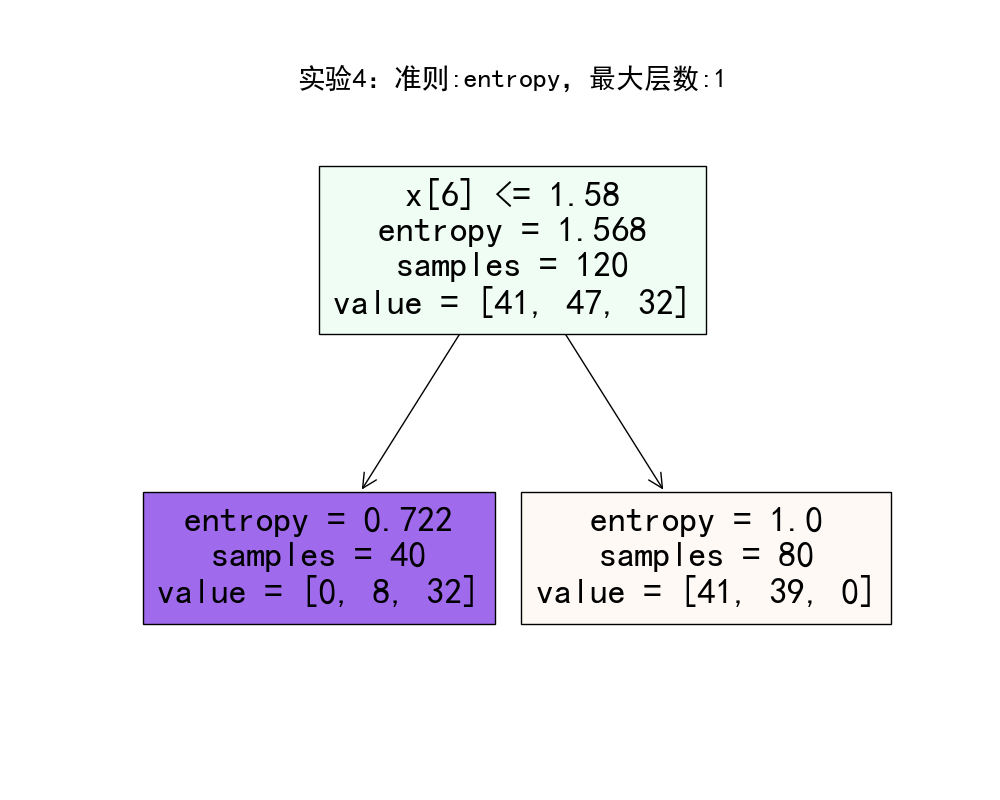 实验4：准则:entropy，最大层数:1
x[6] <= 1.58
entropy = 1.568
samples = 120
value = [41, 47, 32]
entropy = 0.722
samples = 40
value = [0, 8, 32]
entropy = 1.0
samples = 80
value = [41, 39, 0]